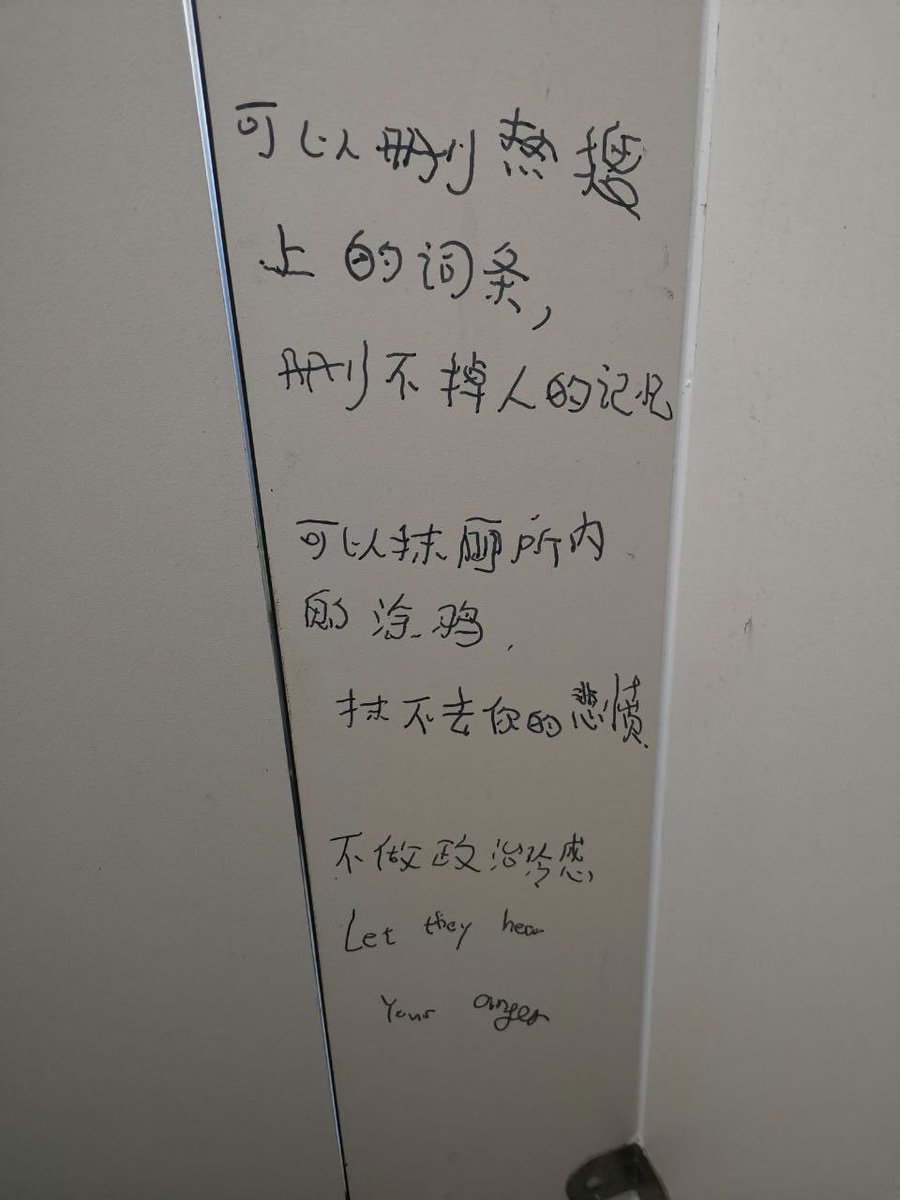 可以删热搜
上的词条,
删不掉人的记忆
可以抹厕所内
的涂鸦,
抹不去你的悲愤
不做政治冷感
Let they hear
Your anger